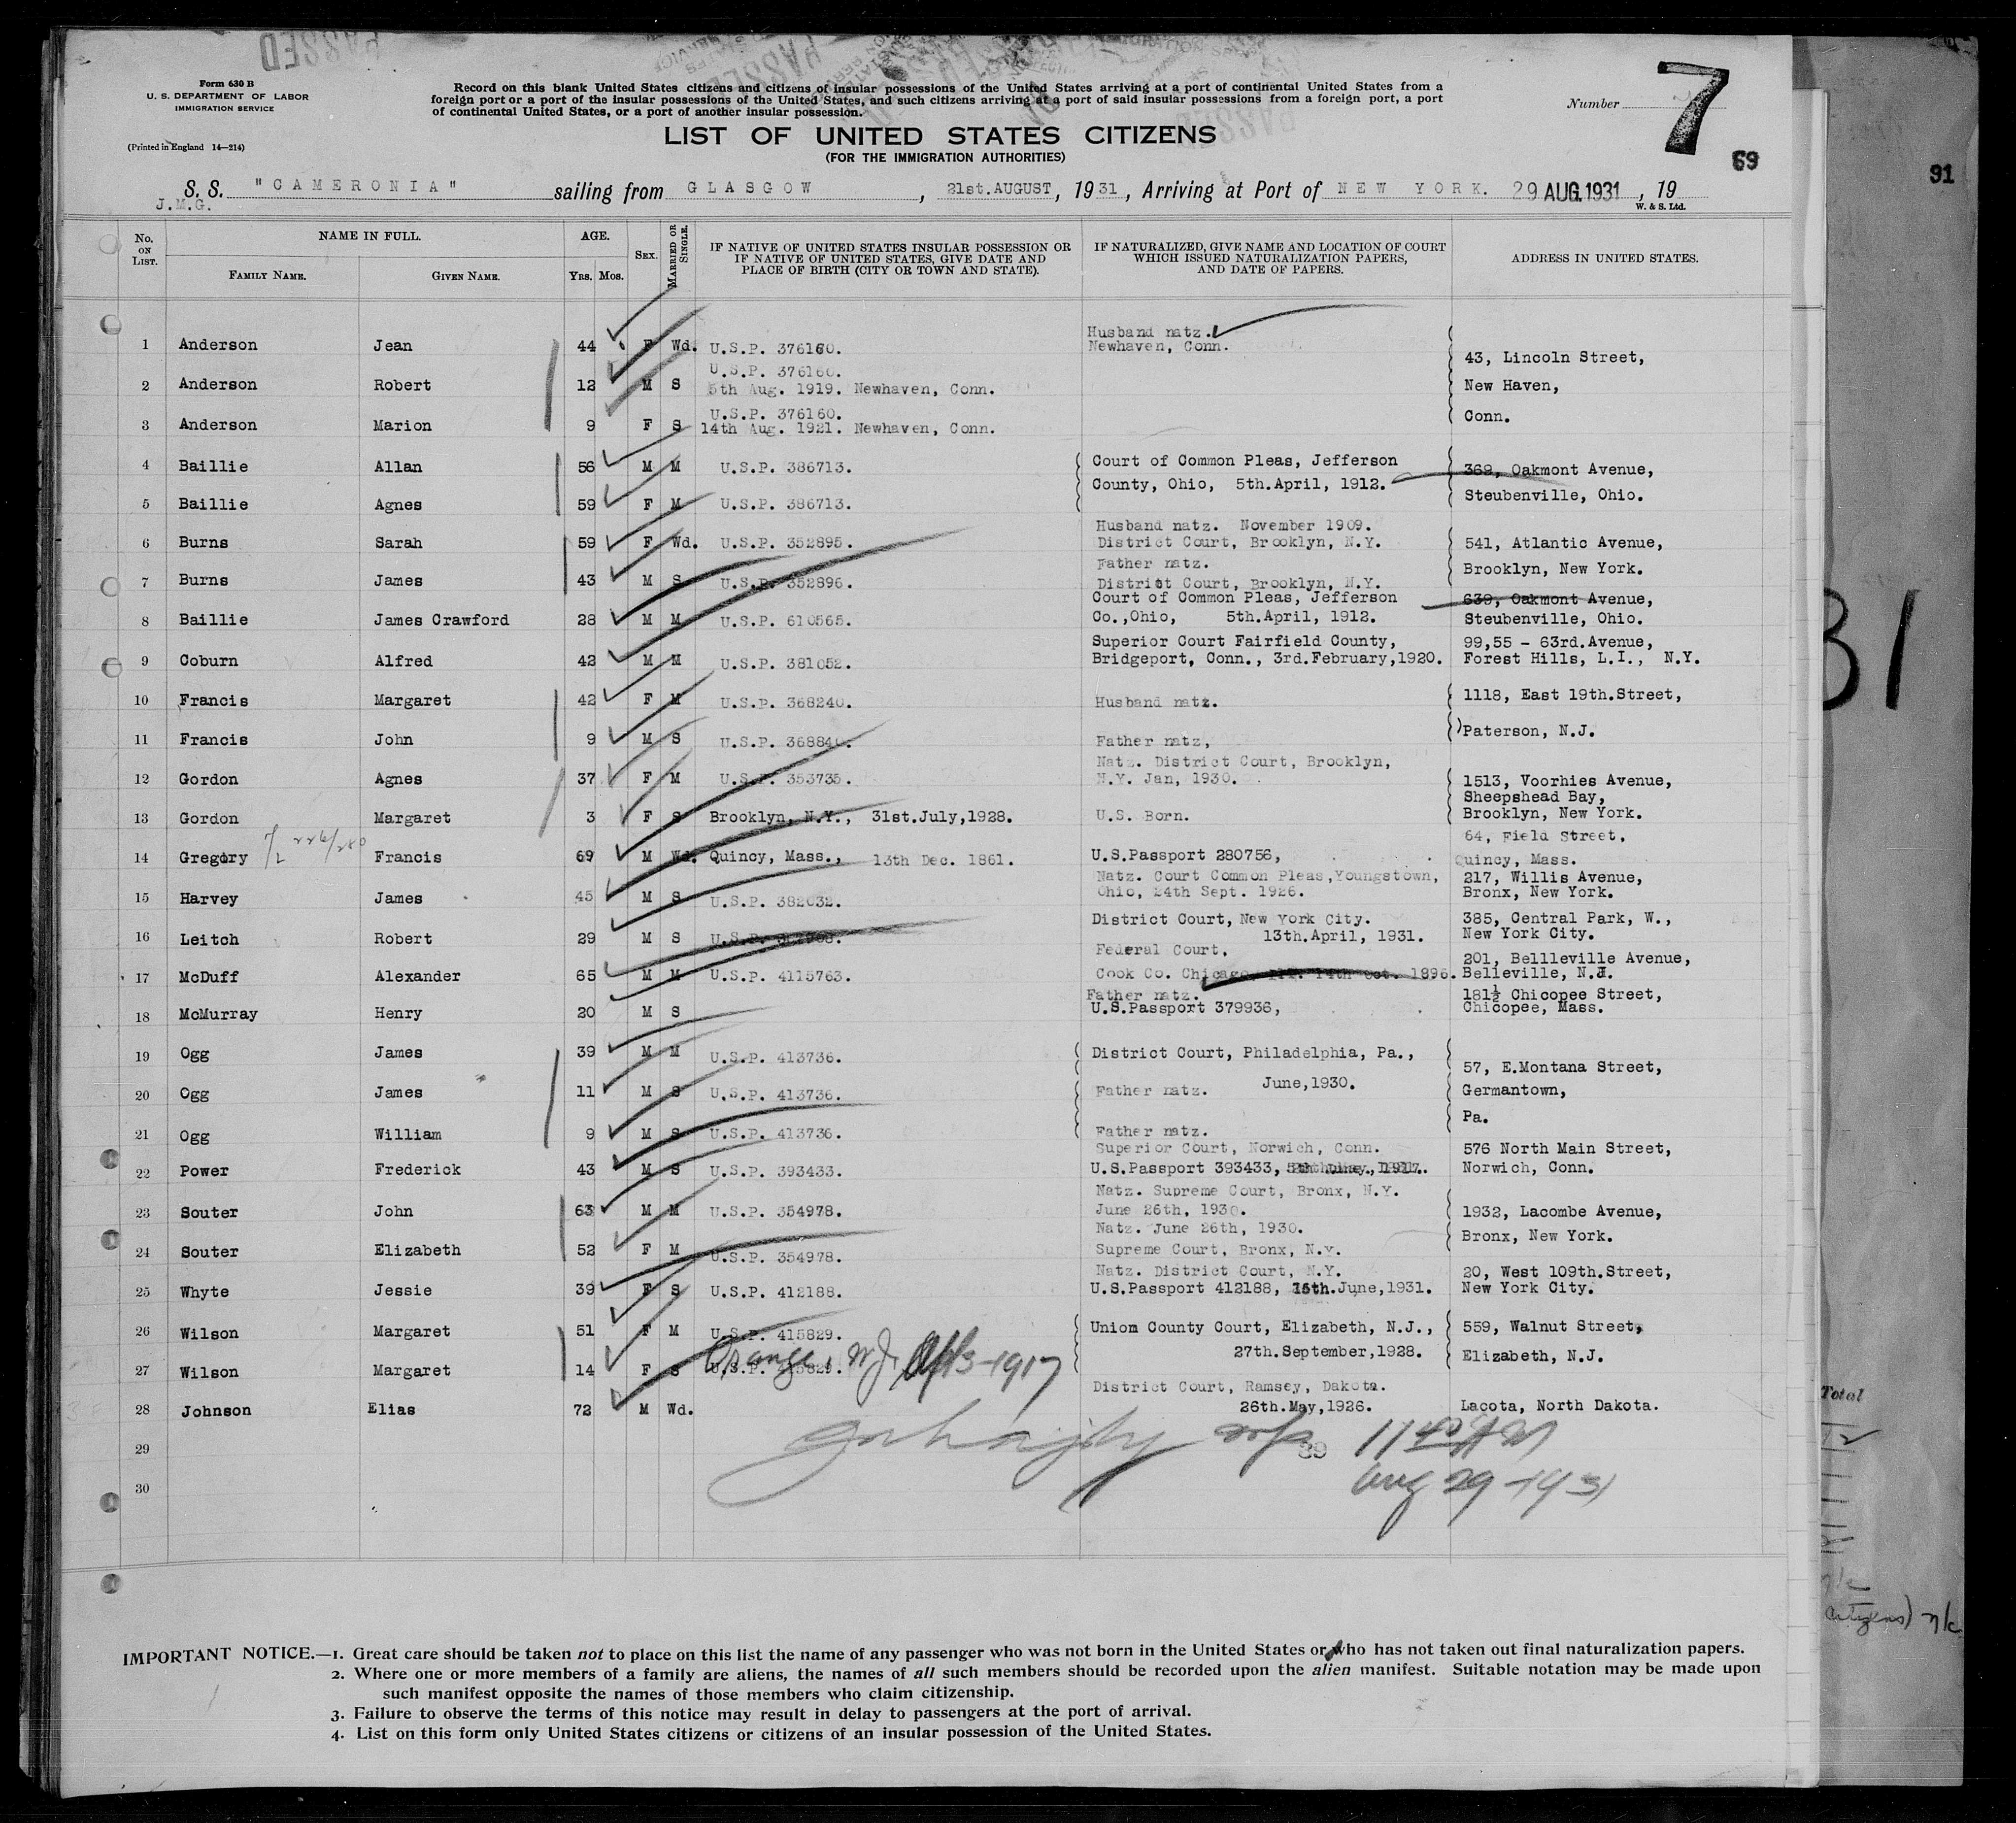 PASSED
Form 630 B
U. S. DEPARTMENT OF LABOR
IMMIGRATION SERVICE
(Printed in England 14—214)
Record on this blank United States citizens and citizens of insular possessions of the United States arriving at a port of continental United States from a
foreign port or a port of the insular possessions of the United States, and such citizens arriving at a port of said insular possessions from a foreign port, a port
of continental United States, or a port of another insular possession.
LIST OF UNITED STATES CITIZENS
(FOR THE IMMIGRATION AUTHORITIES)
Number 7
69
91
S. S. "CAMERONIA" sailing from GLASGOW, 21st.AUGUST, 1931, Arriving at Port of NEW YORK. 29 AUG.1931, 19
J.M.G.
W. & S. Ltd.
No. ON LIST.
NAME IN FULL.
FAMILY NAME.
GIVEN NAME.
AGE.
YRS. MOS.
SEX.
MARRIED OR SINGLE.
IF NATIVE OF UNITED STATES INSULAR POSSESSION OR
IF NATIVE OF UNITED STATES, GIVE DATE AND
PLACE OF BIRTH (CITY OR TOWN AND STATE).
IF NATURALIZED, GIVE NAME AND LOCATION OF COURT
WHICH ISSUED NATURALIZATION PAPERS,
AND DATE OF PAPERS.
ADDRESS IN UNITED STATES.
Husband natz.
1 Anderson Jean 44 F Wd. U.S.P. 376160. Newhaven, Conn.
43, Lincoln Street,
U.S.P. 376160.
2 Anderson Robert 12 M S 5th Aug. 1919. Newhaven, Conn. New Haven,
U.S.P. 376160. Conn.
3 Anderson Marion 9 F S 14th Aug. 1921. Newhaven, Conn.
4 Baillie Allan 56 M M U.S.P. 386713. Court of Common Pleas, Jefferson 368, Oakmont Avenue,
County, Ohio, 5th.April, 1912. Steubenville, Ohio.
5 Baillie Agnes 59 F M U.S.P. 386713.
Husband natz. November 1909.
6 Burns Sarah 59 F Wd. U.S.P. 352895. District Court, Brooklyn, N.Y. 541, Atlantic Avenue,
Father natz. Brooklyn, New York.
7 Burns James 43 M S U.S.P. 352896. District Court, Brooklyn, N.Y.
Court of Common Pleas, Jefferson 639, Oakmont Avenue,
8 Baillie James Crawford 28 M M U.S.P. 610565. Co.,Ohio, 5th.April, 1912. Steubenville, Ohio.
Superior Court Fairfield County, 99,55 - 63rd.Avenue,
9 Coburn Alfred 42 M M U.S.P. 381052. Bridgeport, Conn., 3rd.February,1920. Forest Hills, L.I., N.Y.
10 Francis Margaret 42 F M U.S.P. 368240. Husband natz. 1118, East 19th.Street,
Paterson, N.J.
11 Francis John 9 M S U.S.P. 368840. Father natz,
Natz. District Court, Brooklyn,
12 Gordon Agnes 37 F M U.S.P. 353735. N.Y. Jan, 1930. 1513, Voorhies Avenue,
Sheepshead Bay,
13 Gordon Margaret 3 F S Brooklyn, N.Y., 31st.July,1928. U.S. Born. Brooklyn, New York.
64, Field Street,
14 Gregory Francis 69 M Wd. Quincy, Mass., 13th Dec. 1861. U.S.Passport 280756, Quincy, Mass.
Natz. Court Common Pleas,Youngstown, 217, Willis Avenue,
15 Harvey James 45 M S U.S.P. 382032. Ohio, 24th Sept. 1926. Bronx, New York.
District Court, New York City. 385, Central Park, W.,
16 Leitch Robert 29 M S 13th.April, 1931. New York City.
Federal Court. 201, Bellleville Avenue,
17 McDuff Alexander 65 M M U.S.P. 4115763. Cook Co. Chicago 14th Oct. 1896. Belleville, N.J.
Father natz. 181½ Chicopee Street,
18 McMurray Henry 20 M S U.S.Passport 379936, Chicopee, Mass.
19 Ogg James 39 M M U.S.P. 413736. District Court, Philadelphia, Pa.,
57, E.Montana Street,
June,1930.
20 Ogg James 11 M S U.S.P. 413736. Father natz. Germantown,
Pa.
21 Ogg William 9 M S U.S.P. 413736. Father natz.
Superior Court, Norwich, Conn. 576 North Main Street,
22 Power Frederick 43 M S U.S.P. 393433. U.S.Passport 393433, Norwich, Conn.
Natz. Supreme Court, Bronx, N.Y.
23 Souter John 63 M M U.S.P. 354978. June 26th, 1930. 1932, Lacombe Avenue,
Natz. June 26th, 1930. Bronx, New York.
24 Souter Elizabeth 52 F M U.S.P. 354978. Supreme Court, Bronx, N.Y.
Natz. District Court, N.Y. 20, West 109th.Street,
25 Whyte Jessie 39 F S U.S.P. 412188. U.S.Passport 412188, 15th.June,1931. New York City.
26 Wilson Margaret 51 F M U.S.P. 415829. Union County Court, Elizabeth, N.J., 559, Walnut Street,
27th.September,1928. Elizabeth, N.J.
27 Wilson Margaret 14 F S U.S.P. 415829. Orange, NJ. 1917
District Court, Ramsey, Dakota.
28 Johnson Elias 72 M Wd. 26th.May,1926. Lacota, North Dakota.
29
39
Aug 29-1931
30
IMPORTANT NOTICE.—1. Great care should be taken not to place on this list the name of any passenger who was not born in the United States or who has not taken out final naturalization papers.
2. Where one or more members of a family are aliens, the names of all such members should be recorded upon the alien manifest. Suitable notation may be made upon
such manifest opposite the names of those members who claim citizenship.
3. Failure to observe the terms of this notice may result in delay to passengers at the port of arrival.
4. List on this form only United States citizens or citizens of an insular possession of the United States.
31
Total